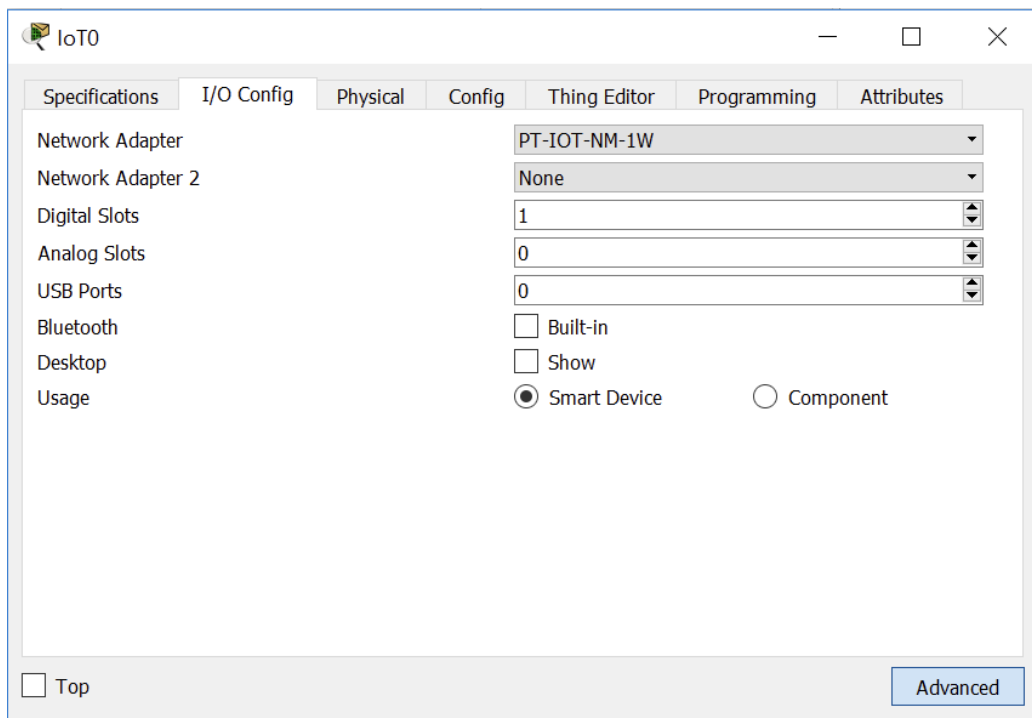 IoT0
Specifications I/O Config Physical Config Thing Editor Programming Attributes
Network Adapter PT-IOT-NM-1W
Network Adapter 2 None
Digital Slots 1
Analog Slots 0
USB Ports 0
Bluetooth Built-in
Desktop Show
Usage Smart Device Component
Top Advanced